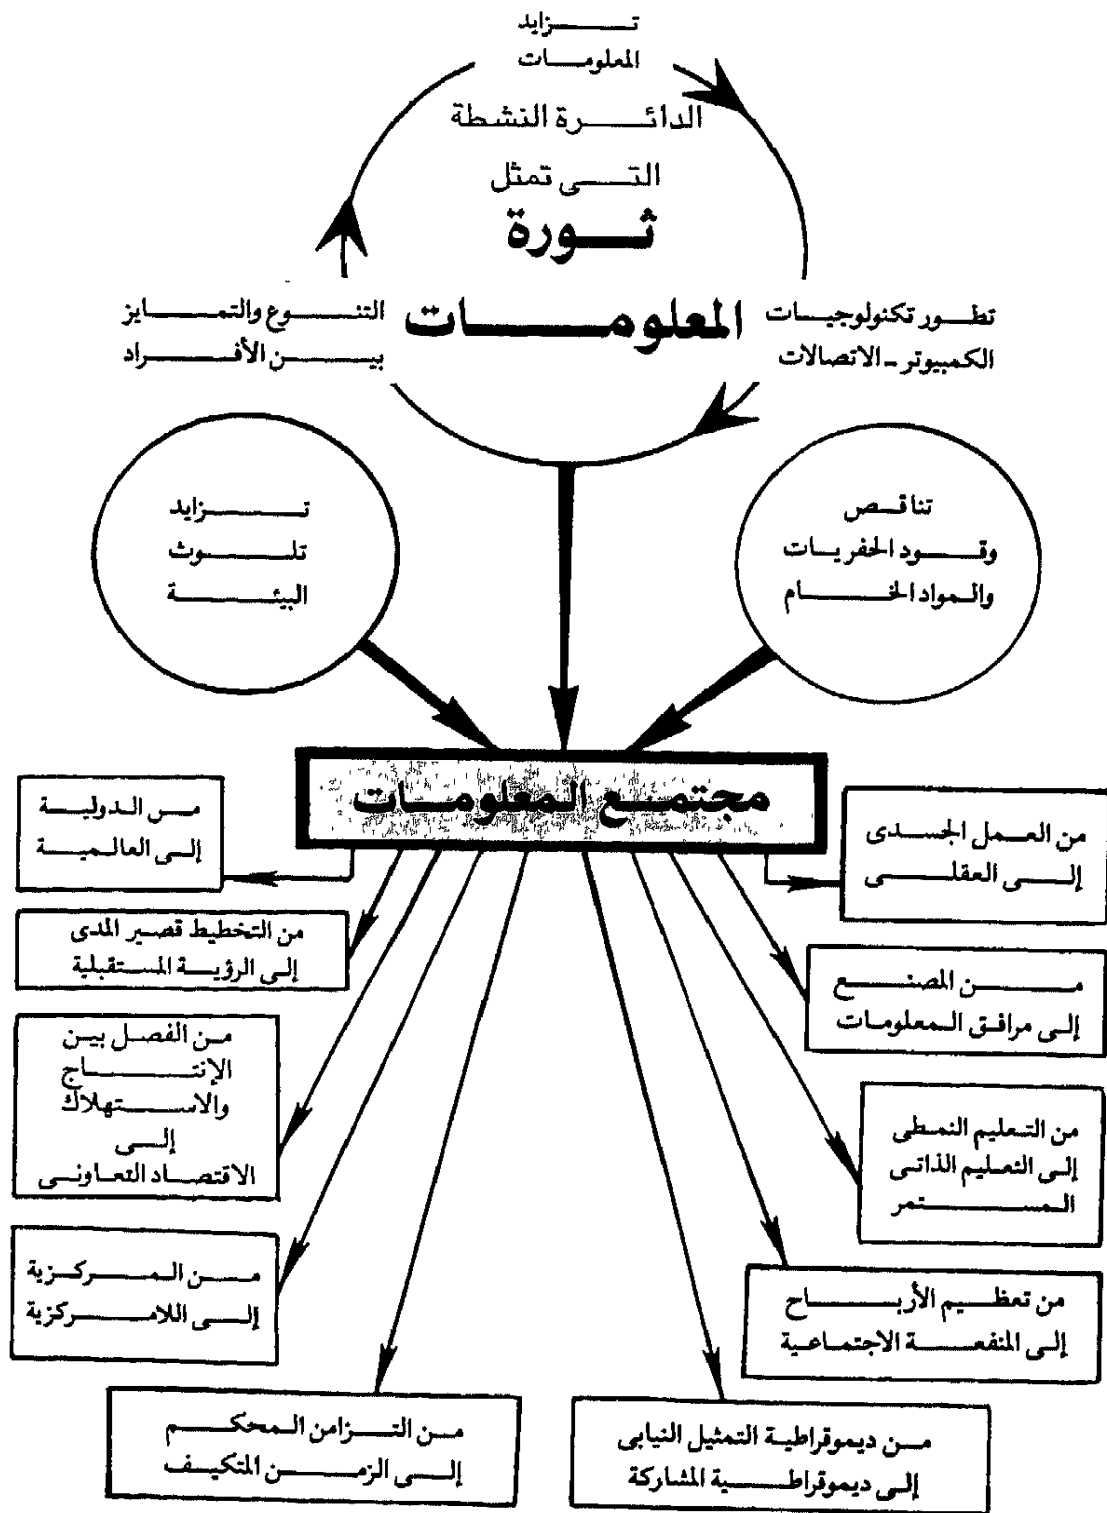 تزايد
المعلومات
الدائرة النشطة
التى تمثل
ثورة
المعلومات
تطور تكنولوجيات
الكمبيوتر - الاتصالات
التنوع والتمايز
بين الأفراد
تناقص
وقود الحفريات
والمواد الخام
تزايد
تلوث
البيئة
مجتمع المعلومات
من العمل الجسدى
إلى العقلى
من المصنع
إلى مرافق المعلومات
من التعليم النمطى
إلى التعليم الذاتى
المستمر
من تعظيم الأرباح
إلى المنفعة الاجتماعية
من ديموقراطية التمثيل النيابى
إلى ديموقراطية المشاركة
من الدولية
إلى العالمية
من التخطيط قصير المدى
إلى الرؤية المستقبلية
من الفصل بين
الإنتاج
والاستهلاك
إلى
الاقتصاد التعاونى
من المركزية
إلى اللامركزية
من التزامن المحكم
إلى الزمن المتكيف